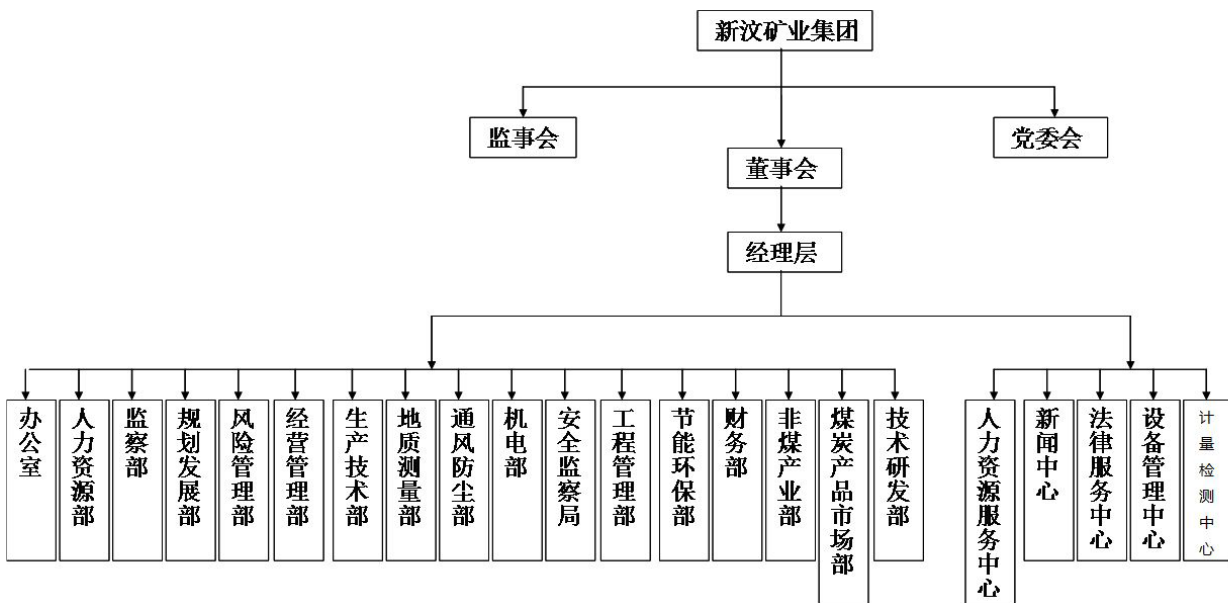 新汶矿业集团
监事会
党委会
董事会
经理层
办公室
人力资源部
监察部
规划发展部
风险管理部
经营管理部
生产技术部
地质测量部
通风防尘部
机电部
安全监察局
工程管理部
节能环保部
财务部
非煤产业部
煤炭产品市场部
技术研发部
人力资源服务中心
新闻中心
法律服务中心
设备管理中心
计量检测中心